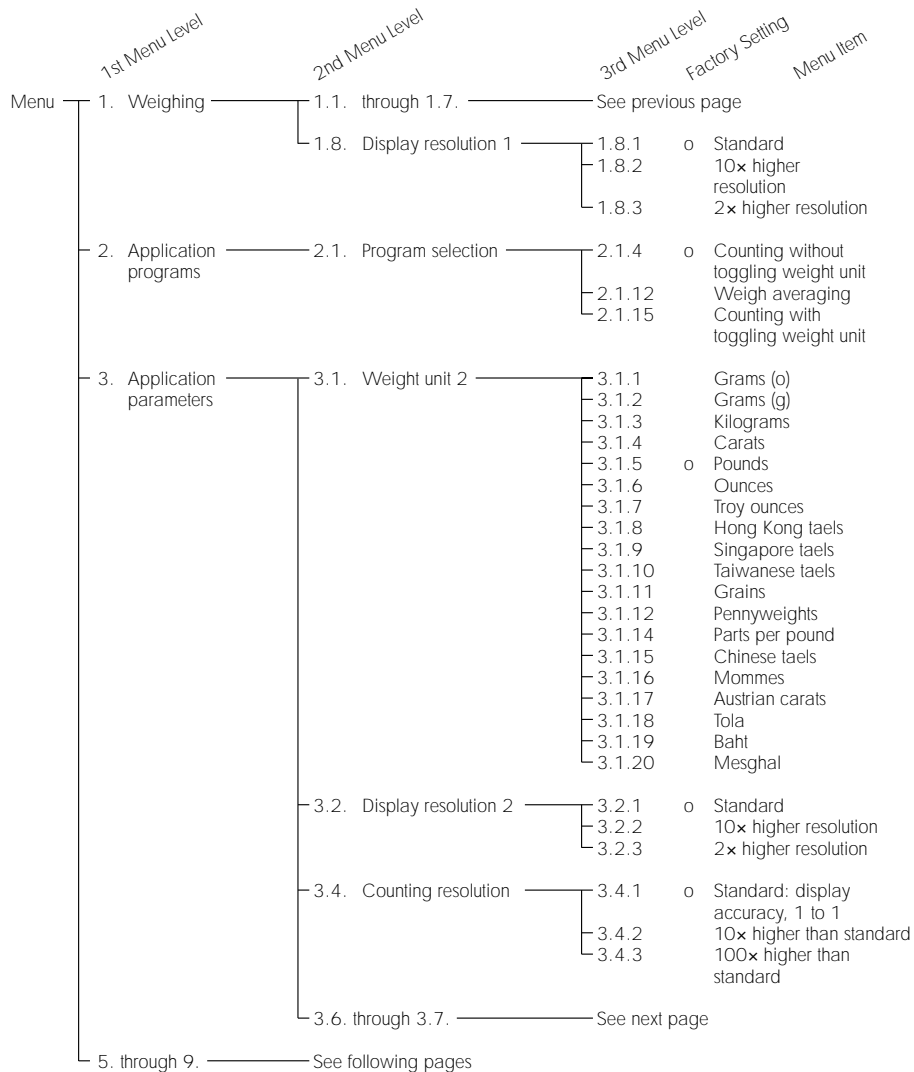 1st Menu Level 2nd Menu Level 3rd Menu Level Factory Setting Menu Item
Menu 1. Weighing 1.1. through 1.7. See previous page
1.8. Display resolution 1 1.8.1 o Standard
1.8.2 10x higher
resolution
1.8.3 2x higher resolution
2. Application 2.1. Program selection 2.1.4 o Counting without
programs toggling weight unit
2.1.12 Weigh averaging
2.1.15 Counting with
toggling weight unit
3. Application 3.1. Weight unit 2 3.1.1 Grams (o)
parameters 3.1.2 Grams (g)
3.1.3 Kilograms
3.1.4 Carats
3.1.5 o Pounds
3.1.6 Ounces
3.1.7 Troy ounces
3.1.8 Hong Kong taels
3.1.9 Singapore taels
3.1.10 Taiwanese taels
3.1.11 Grains
3.1.12 Pennyweights
3.1.14 Parts per pound
3.1.15 Chinese taels
3.1.16 Mommes
3.1.17 Austrian carats
3.1.18 Tola
3.1.19 Baht
3.1.20 Mesghal
3.2. Display resolution 2 3.2.1 o Standard
3.2.2 10x higher resolution
3.2.3 2x higher resolution
3.4. Counting resolution 3.4.1 o Standard: display
accuracy, 1 to 1
3.4.2 10x higher than standard
3.4.3 100x higher than
standard
3.6. through 3.7. See next page
5. through 9. See following pages